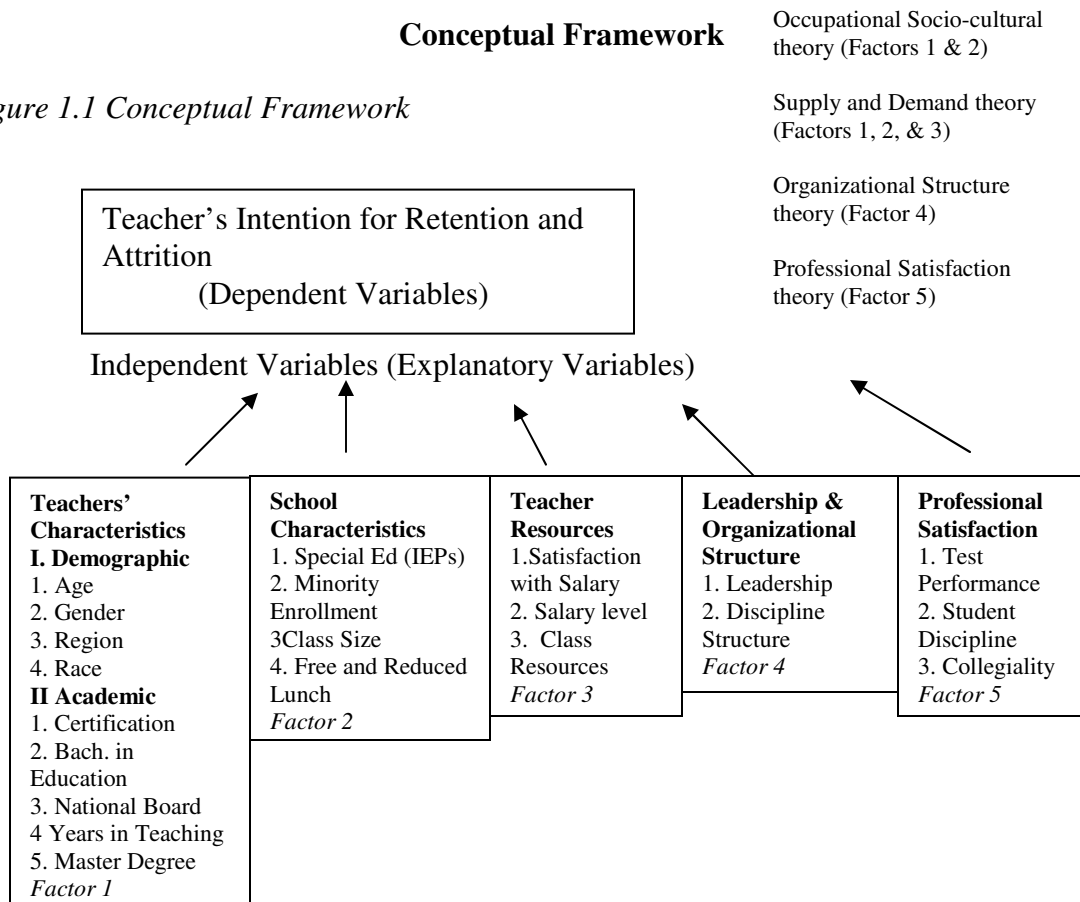 Conceptual Framework
gure 1.1 Conceptual Framework
Occupational Socio-cultural
theory (Factors 1 & 2)
Supply and Demand theory
(Factors 1, 2, & 3)
Organizational Structure
theory (Factor 4)
Professional Satisfaction
theory (Factor 5)
Teacher’s Intention for Retention and
Attrition
(Dependent Variables)
Independent Variables (Explanatory Variables)
Teachers’
Characteristics
I. Demographic
1. Age
2. Gender
3. Region
4. Race
II Academic
1. Certification
2. Bach. in
Education
3. National Board
4 Years in Teaching
5. Master Degree
Factor 1
School
Characteristics
1. Special Ed (IEPs)
2. Minority
Enrollment
3Class Size
4. Free and Reduced
Lunch
Factor 2
Teacher
Resources
1.Satisfaction
with Salary
2. Salary level
3. Class
Resources
Factor 3
Leadership &
Organizational
Structure
1. Leadership
2. Discipline
Structure
Factor 4
Professional
Satisfaction
1. Test
Performance
2. Student
Discipline
3. Collegiality
Factor 5